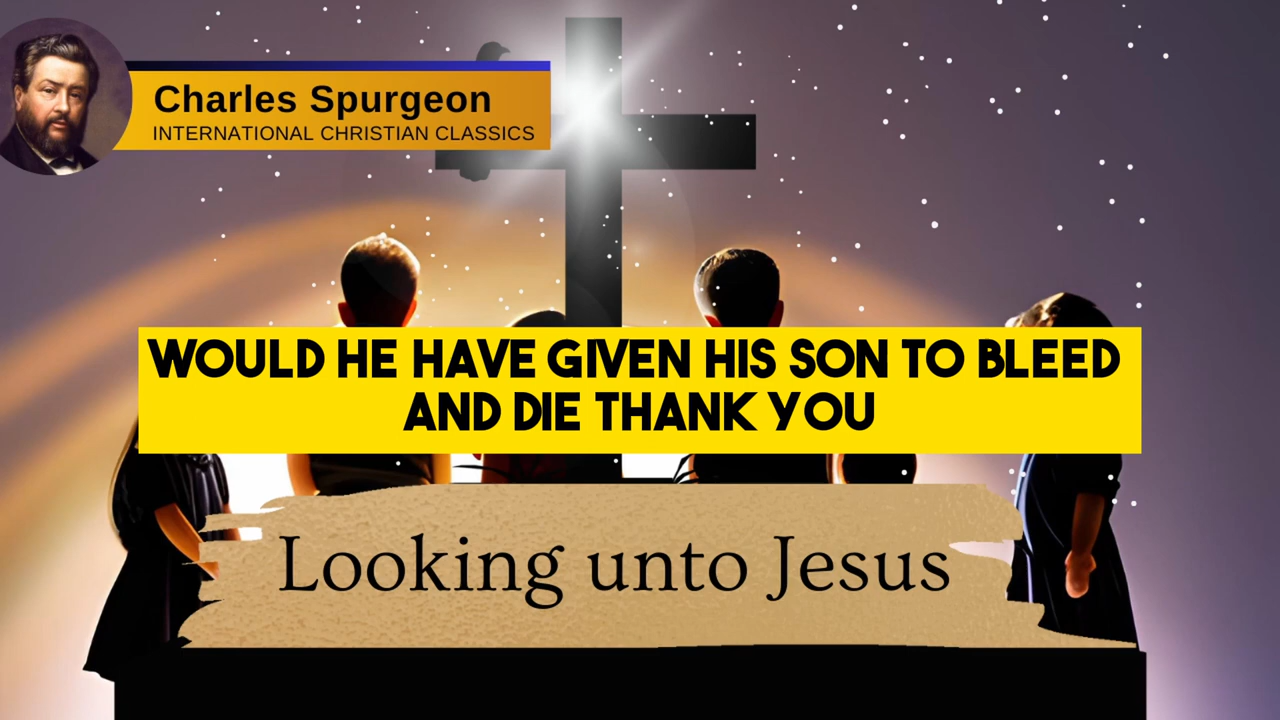 Charles Spurgeon
INTERNATIONAL CHRISTIAN CLASSICS
WOULD HE HAVE GIVEN HIS SON TO BLEED
AND DIE THANK YOU
Looking unto Jesus